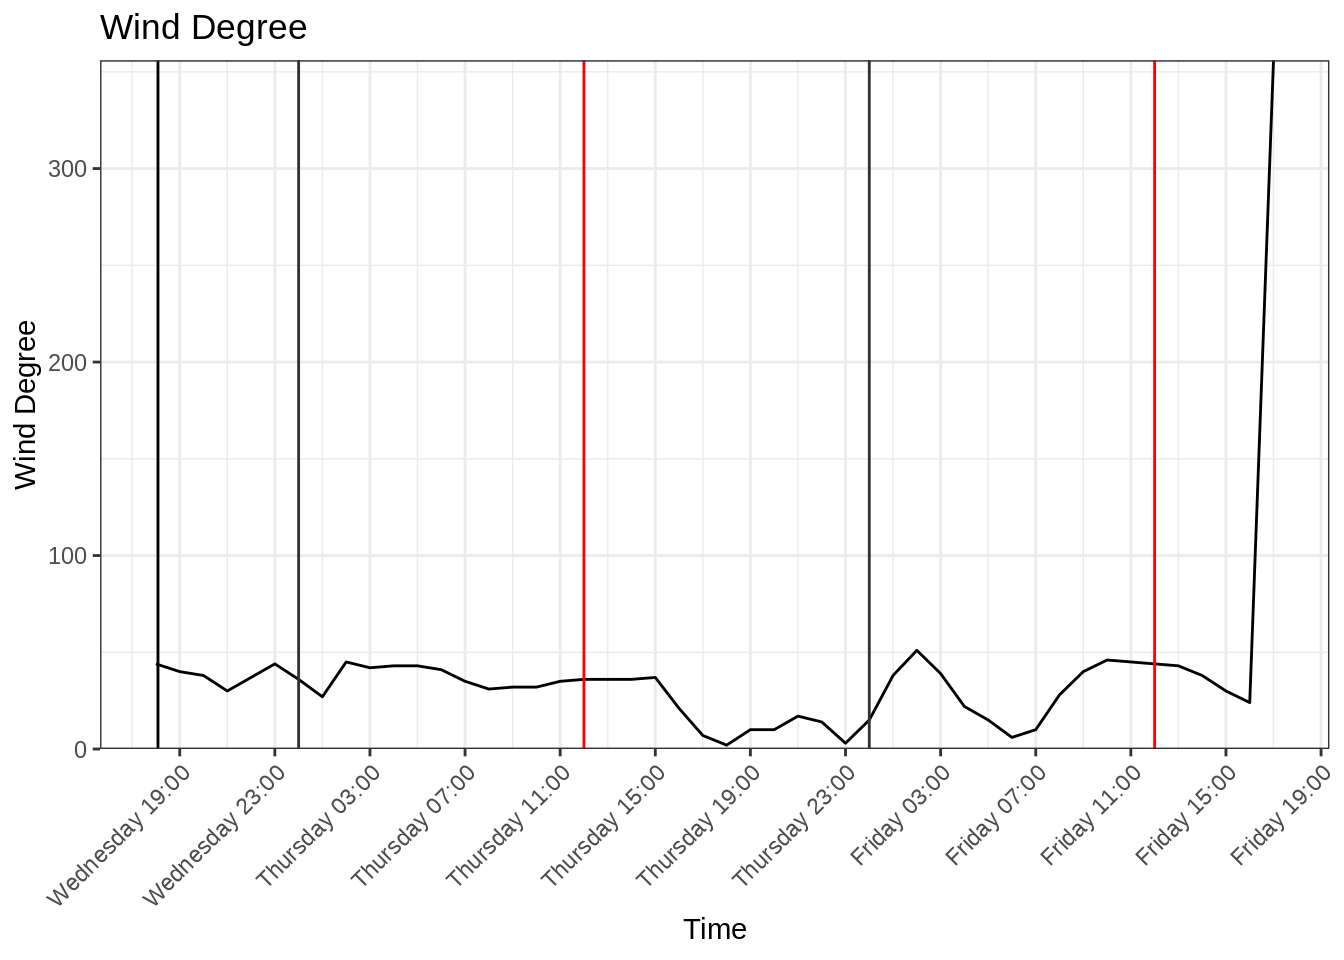 Wind Degree
Wind Degree
300
200
100
0
Wednesday 19:00
Wednesday 23:00
Thursday 03:00
Thursday 07:00
Thursday 11:00
Thursday 15:00
Thursday 19:00
Thursday 23:00
Friday 03:00
Friday 07:00
Friday 11:00
Friday 15:00
Friday 19:00
Time